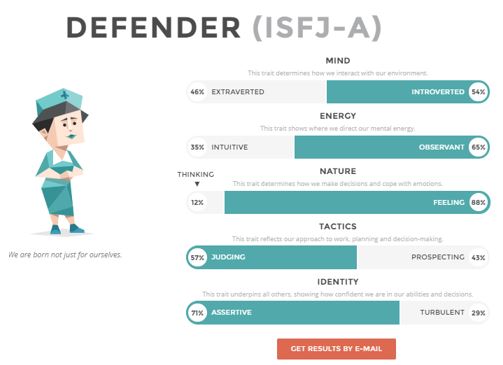 DEFENDER (ISFJ-A)
MIND
This trait determines how we interact with our environment.
46% EXTRAVERTED INTROVERTED 54%
ENERGY
This trait shows where we direct our mental energy.
35% INTUITIVE OBSERVANT 65%
THINKING
NATURE
This trait determines how we make decisions and cope with emotions.
12% FEELING 88%
TACTICS
This trait reflects our approach to work, planning and decision-making.
57% JUDGING PROSPECTING 43%
IDENTITY
This trait underpins all others, showing how confident we are in our abilities and decisions.
71% ASSERTIVE TURBULENT 29%
GET RESULTS BY E-MAIL
We are born not just for ourselves.